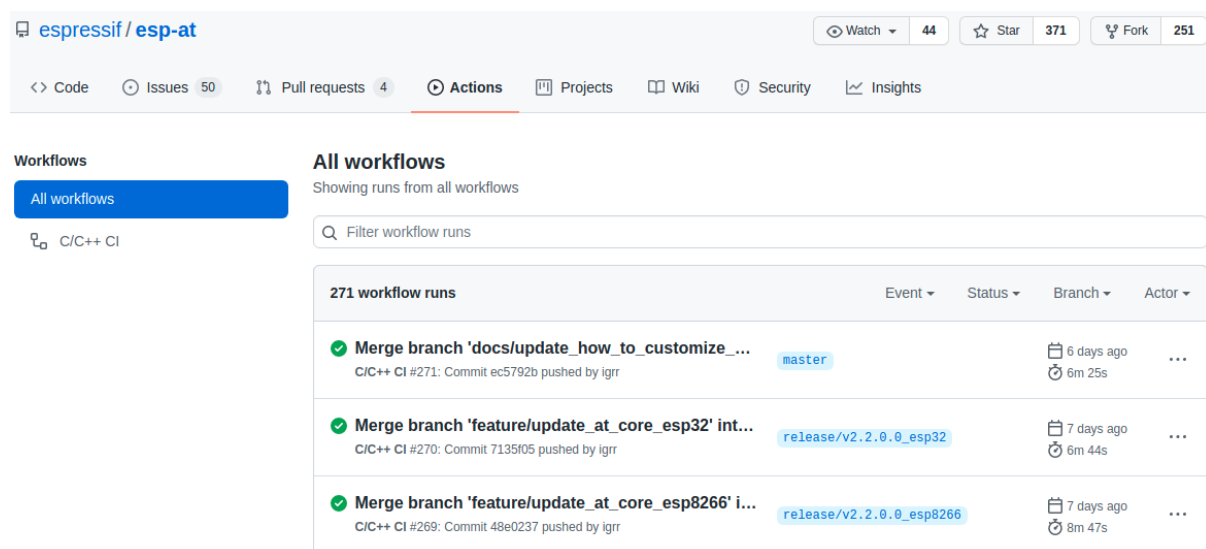 espressif / esp-at
Watch 44 Star 371 Fork 251
Code Issues 50 Pull requests 4 Actions Projects Wiki Security Insights
Workflows
All workflows
C/C++ CI
All workflows
Showing runs from all workflows
Filter workflow runs
271 workflow runs Event Status Branch Actor
Merge branch 'docs/update_how_to_customize_...
C/C++ CI #271: Commit ec5792b pushed by igrr
master
6 days ago
6m 25s
Merge branch 'feature/update_at_core_esp32' int...
C/C++ CI #270: Commit 7135f05 pushed by igrr
release/v2.2.0.0_esp32
7 days ago
6m 44s
Merge branch 'feature/update_at_core_esp8266' i...
C/C++ CI #269: Commit 48e0237 pushed by igrr
release/v2.2.0.0_esp8266
7 days ago
8m 47s